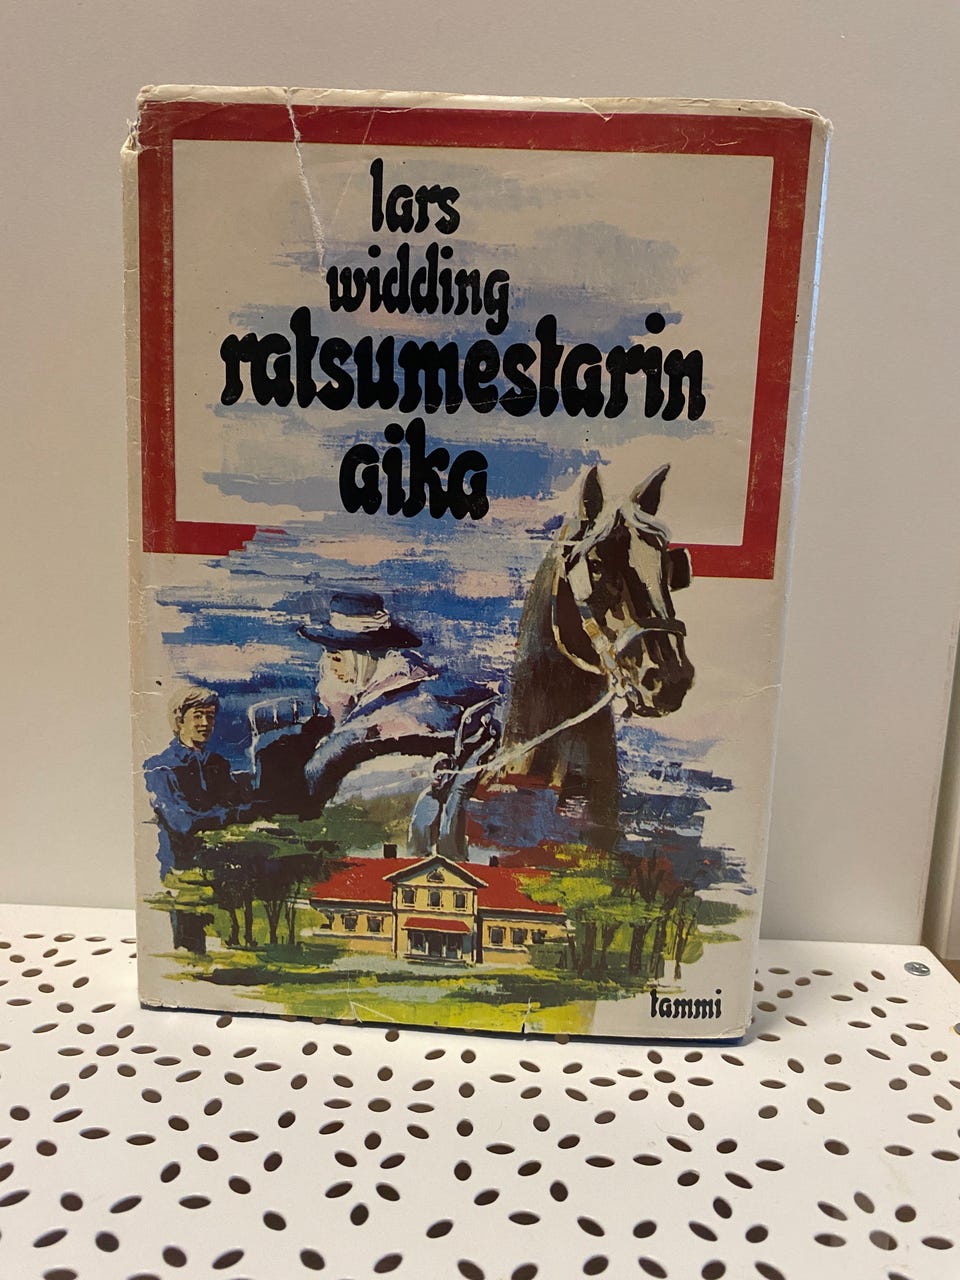 lars
widding
ratsumestarin
aika
tammi